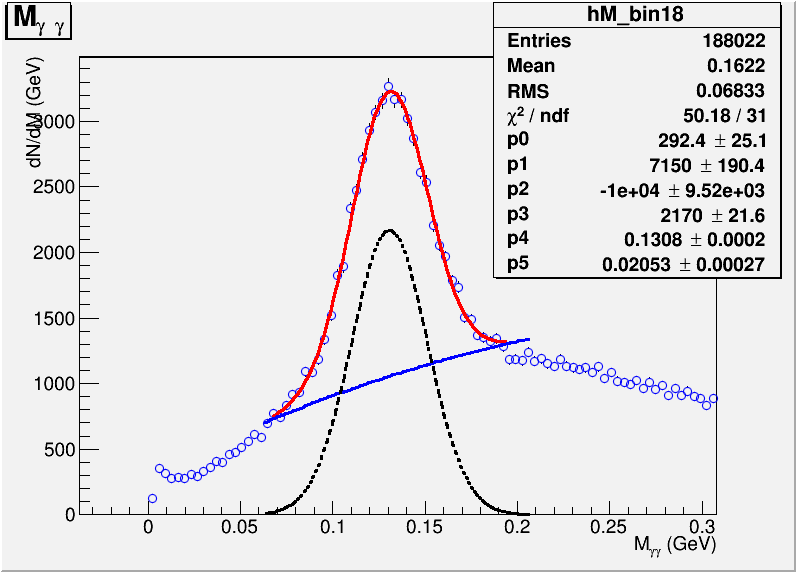 M γ γ
hM_bin18
Entries 188022
Mean 0.1622
RMS 0.06833
χ² / ndf 50.18 / 31
p0 292.4 ± 25.1
p1 7150 ± 190.4
p2 -1e+04 ± 9.52e+03
p3 2170 ± 21.6
p4 0.1308 ± 0.0002
p5 0.02053 ± 0.00027
dN/dM (GeV)
3000
2500
2000
1500
1000
500
0
0 0.05 0.1 0.15 0.2 0.25 0.3
Mγγ (GeV)